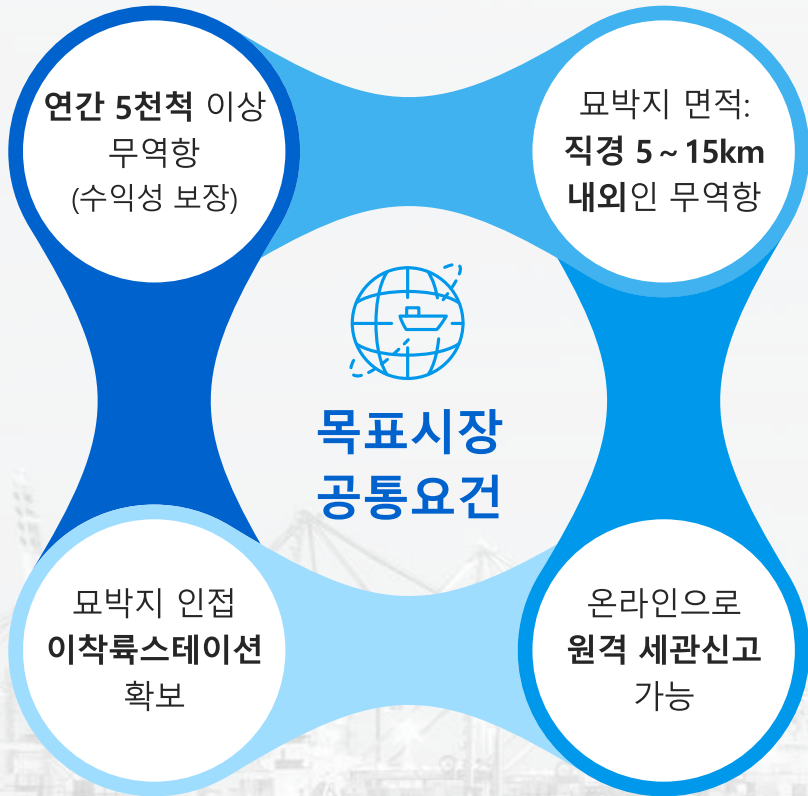 연간 5천척 이상
무역항
(수익성 보장)
묘박지 면적:
직경 5 ~ 15km
내외인 무역항
목표시장
공통요건
묘박지 인접
이착륙스테이션
확보
온라인으로
원격 세관신고
가능